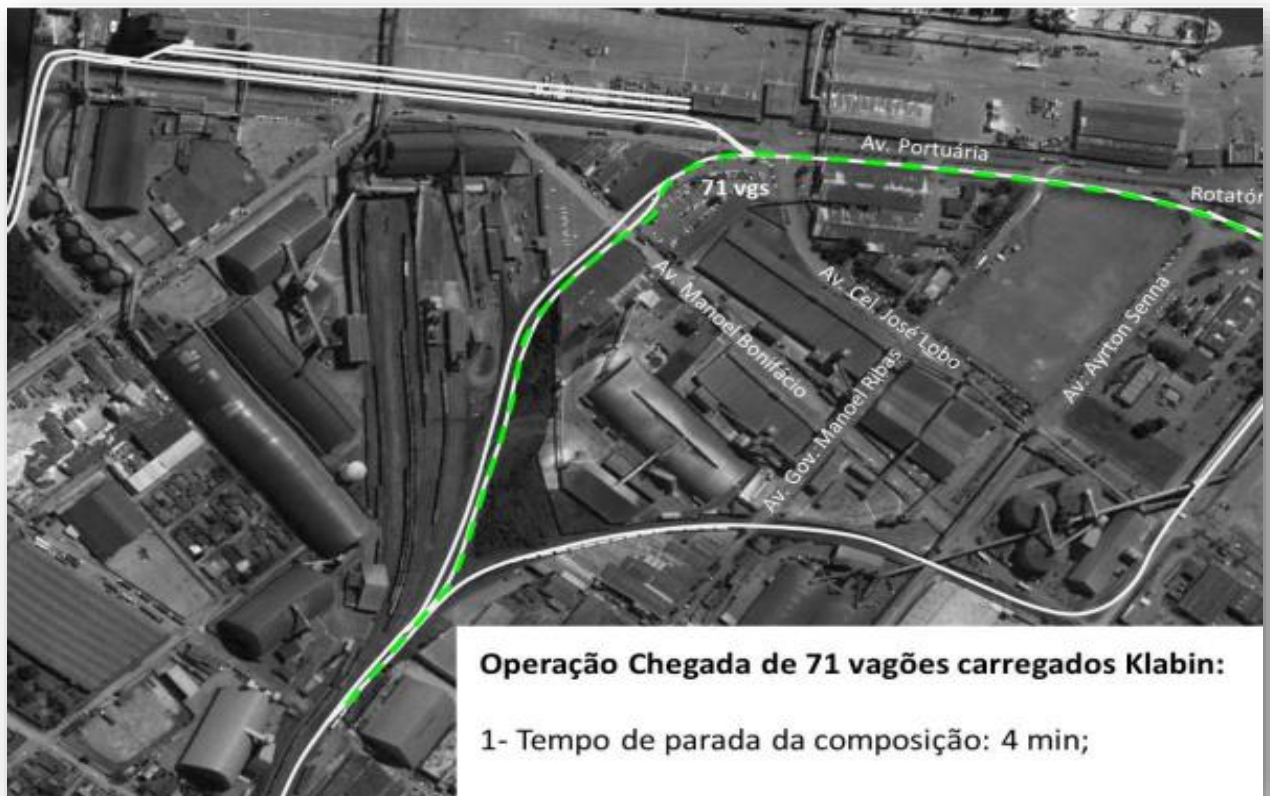 Av. Portuária
71 vgs
Av. Manoel Bonifácio
Av. Cel. José Lobo
Av. Gov. Manoel Ribas
Av. Ayrton Senna
Rotatór
Operação Chegada de 71 vagões carregados Klabin:
1- Tempo de parada da composição: 4 min;